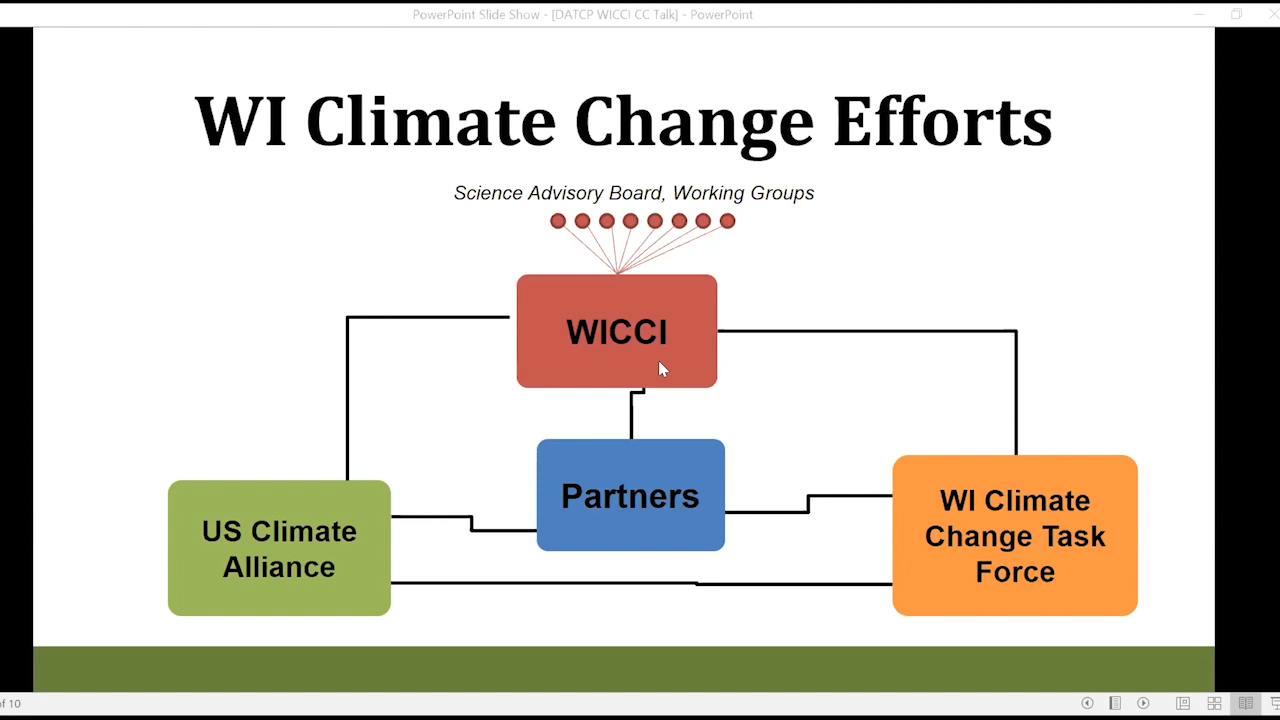 PowerPoint Slide Show - [DATCP WICCI CC Talk] - PowerPoint
WI Climate Change Efforts
Science Advisory Board, Working Groups
WICCI
Partners
US Climate
Alliance
WI Climate
Change Task
Force
of 10